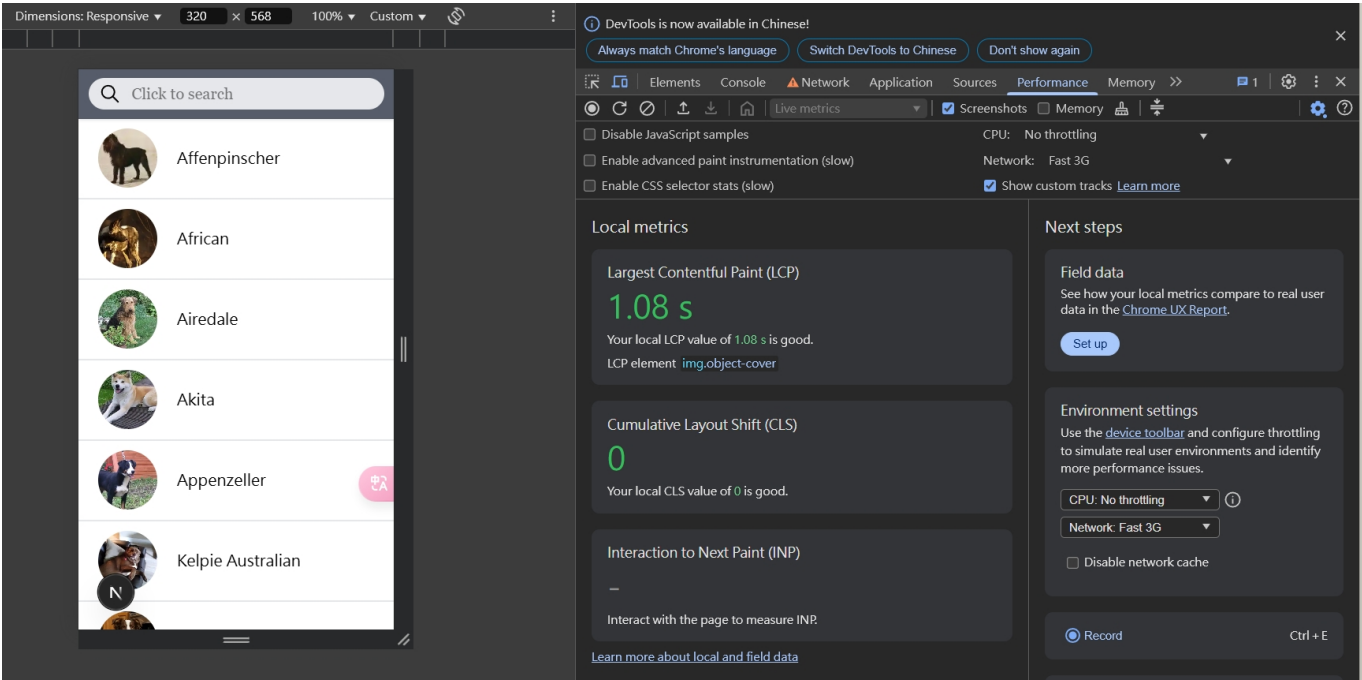 Dimensions: Responsive ▼ 320 × 568 100% ▼ Custom ▼
Click to search
Affenpinscher
African
Airedale
Akita
Appenzeller
Kelpie Australian
N
DevTools is now available in Chinese!
Always match Chrome's language Switch DevTools to Chinese Don't show again
Elements Console Network Application Sources Performance Memory 1
Live metrics Screenshots Memory
Disable JavaScript samples CPU: No throttling
Enable advanced paint instrumentation (slow) Network: Fast 3G
Enable CSS selector stats (slow) Show custom tracks Learn more
Local metrics
Largest Contentful Paint (LCP)
1.08 s
Your local LCP value of 1.08 s is good.
LCP element img.object-cover
Cumulative Layout Shift (CLS)
0
Your local CLS value of 0 is good.
Interaction to Next Paint (INP)
–
Interact with the page to measure INP.
Learn more about local and field data
Next steps
Field data
See how your local metrics compare to real user
data in the Chrome UX Report.
Set up
Environment settings
Use the device toolbar and configure throttling
to simulate real user environments and identify
more performance issues.
CPU: No throttling
Network: Fast 3G
Disable network cache
Record Ctrl + E